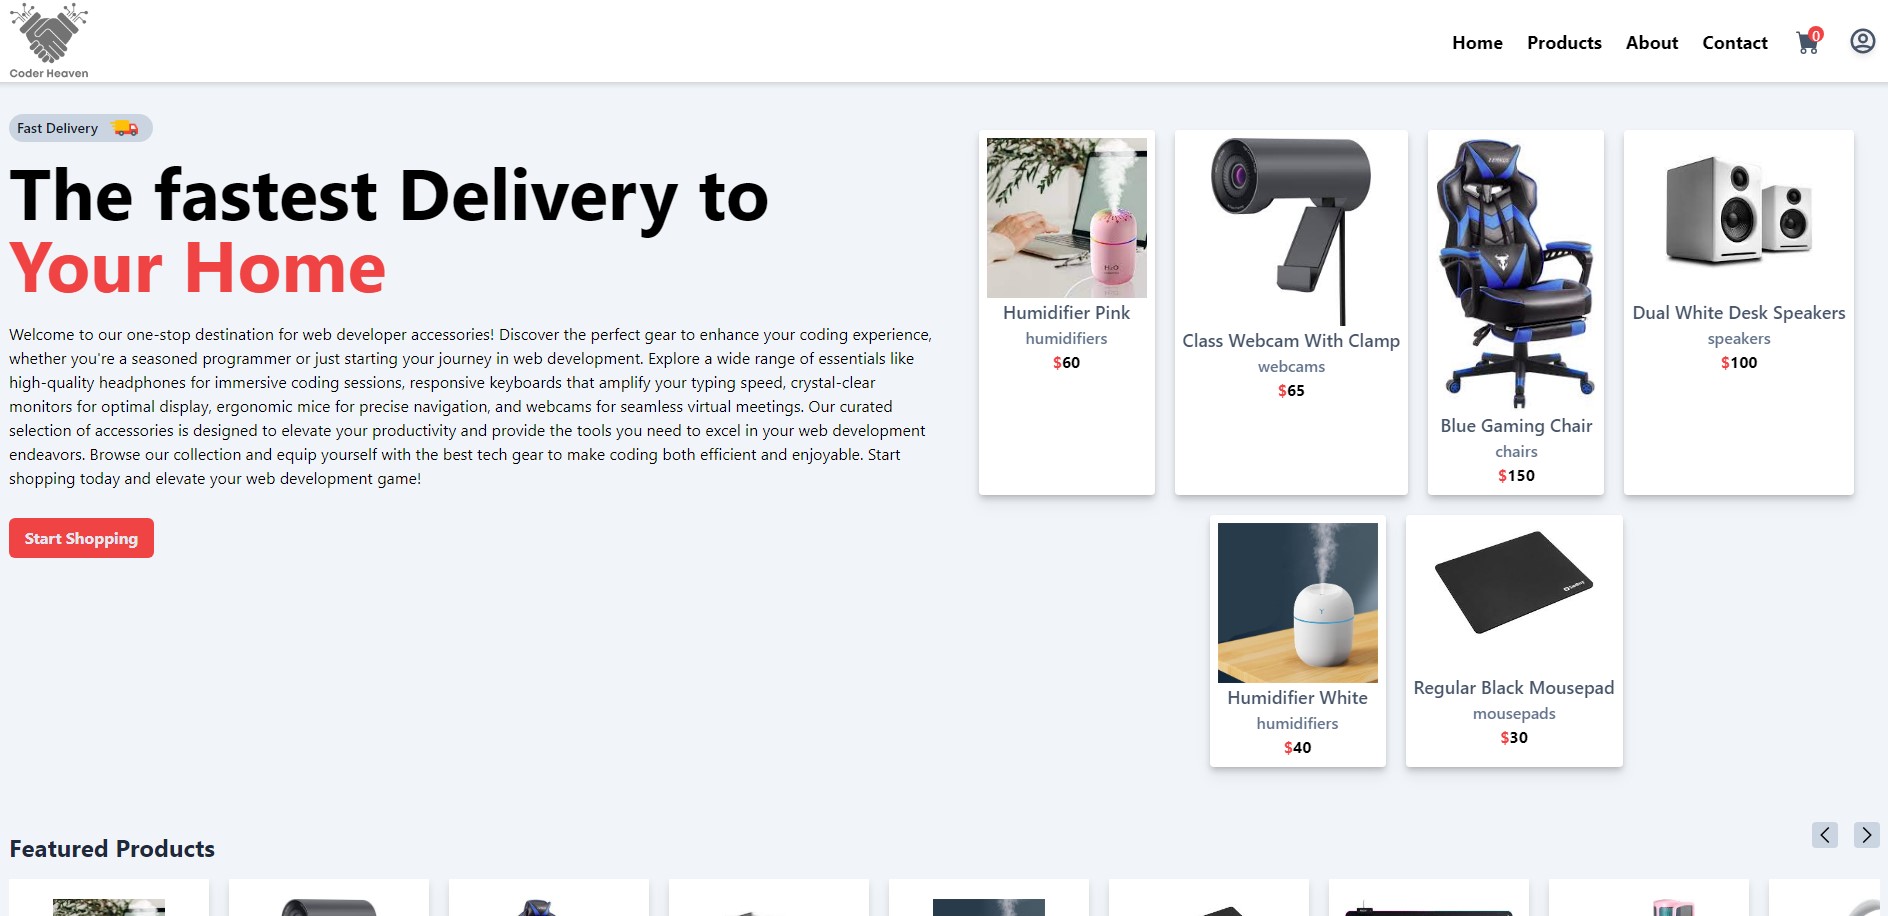 Coder Heaven
Home
Products
About
Contact
0
Fast Delivery
The fastest Delivery to
Your Home
Welcome to our one-stop destination for web developer accessories! Discover the perfect gear to enhance your coding experience,
whether you're a seasoned programmer or just starting your journey in web development. Explore a wide range of essentials like
high-quality headphones for immersive coding sessions, responsive keyboards that amplify your typing speed, crystal-clear
monitors for optimal display, ergonomic mice for precise navigation, and webcams for seamless virtual meetings. Our curated
selection of accessories is designed to elevate your productivity and provide the tools you need to excel in your web development
endeavors. Browse our collection and equip yourself with the best tech gear to make coding both efficient and enjoyable. Start
shopping today and elevate your web development game!
Start Shopping
H2O
Humidifier Pink
humidifiers
$60
Class Webcam With Clamp
webcams
$65
Blue Gaming Chair
chairs
$150
Dual White Desk Speakers
speakers
$100
Humidifier White
humidifiers
$40
Regular Black Mousepad
mousepads
$30
Featured Products